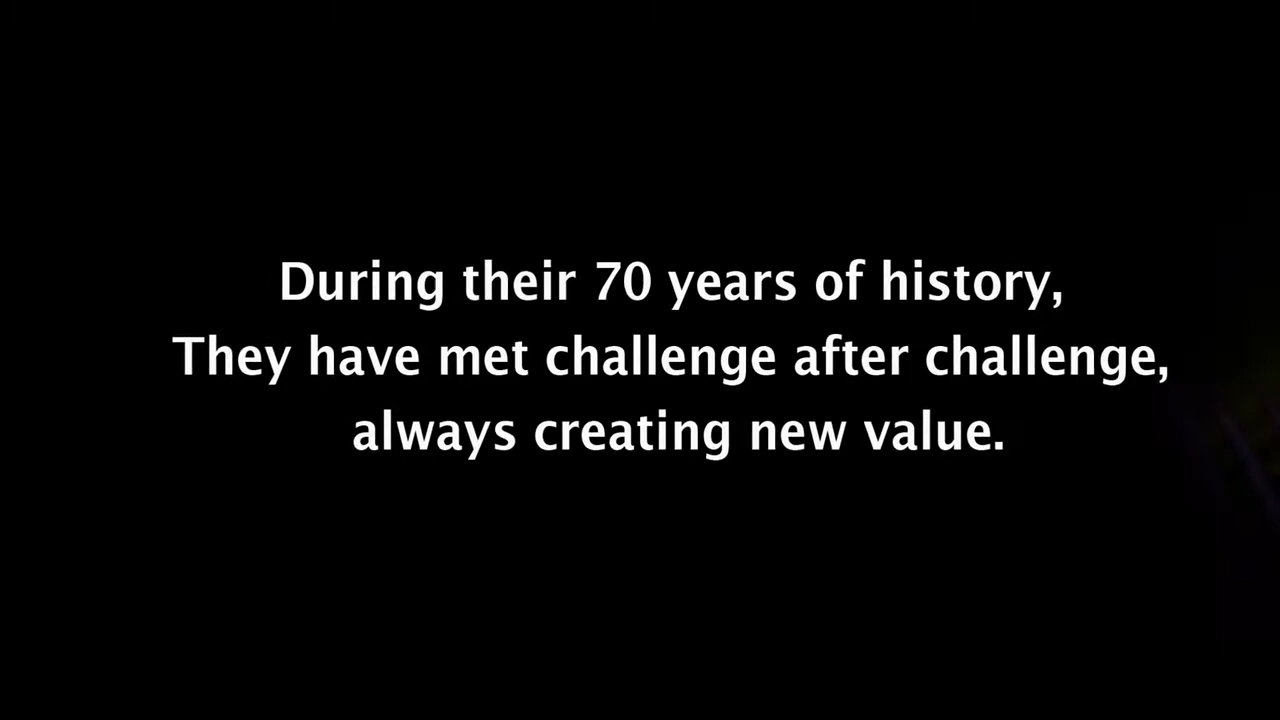 During their 70 years of history,
They have met challenge after challenge,
always creating new value.